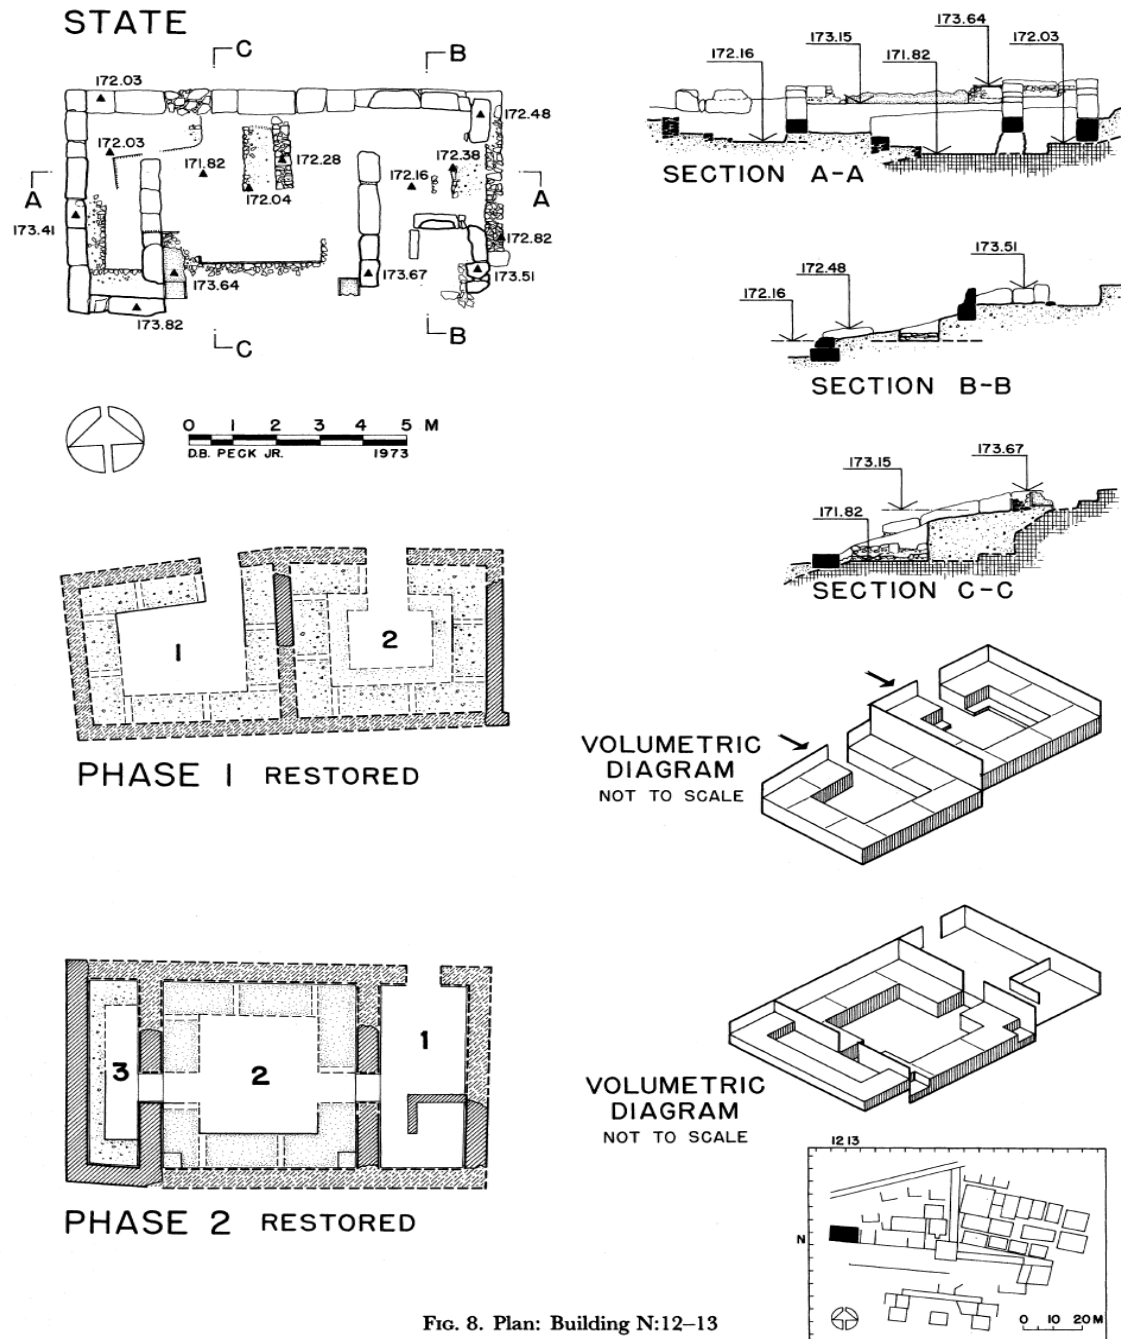 STATE
C
B
172.03
172.48
172.03
171.82
172.28
172.38
172.16
172.04
A
A
173.41
172.82
173.64
173.67
173.51
173.82
C
B
0 1 2 3 4 5 M
D.B. PECK JR. 1973
173.64
173.15
172.03
172.16
171.82
SECTION A-A
173.51
172.48
172.16
SECTION B-B
173.67
173.15
171.82
SECTION C-C
1
2
PHASE 1 RESTORED
VOLUMETRIC
DIAGRAM
NOT TO SCALE
3
2
1
PHASE 2 RESTORED
VOLUMETRIC
DIAGRAM
NOT TO SCALE
12 13
N
0 10 20 M
FIG. 8. Plan: Building N:12–13